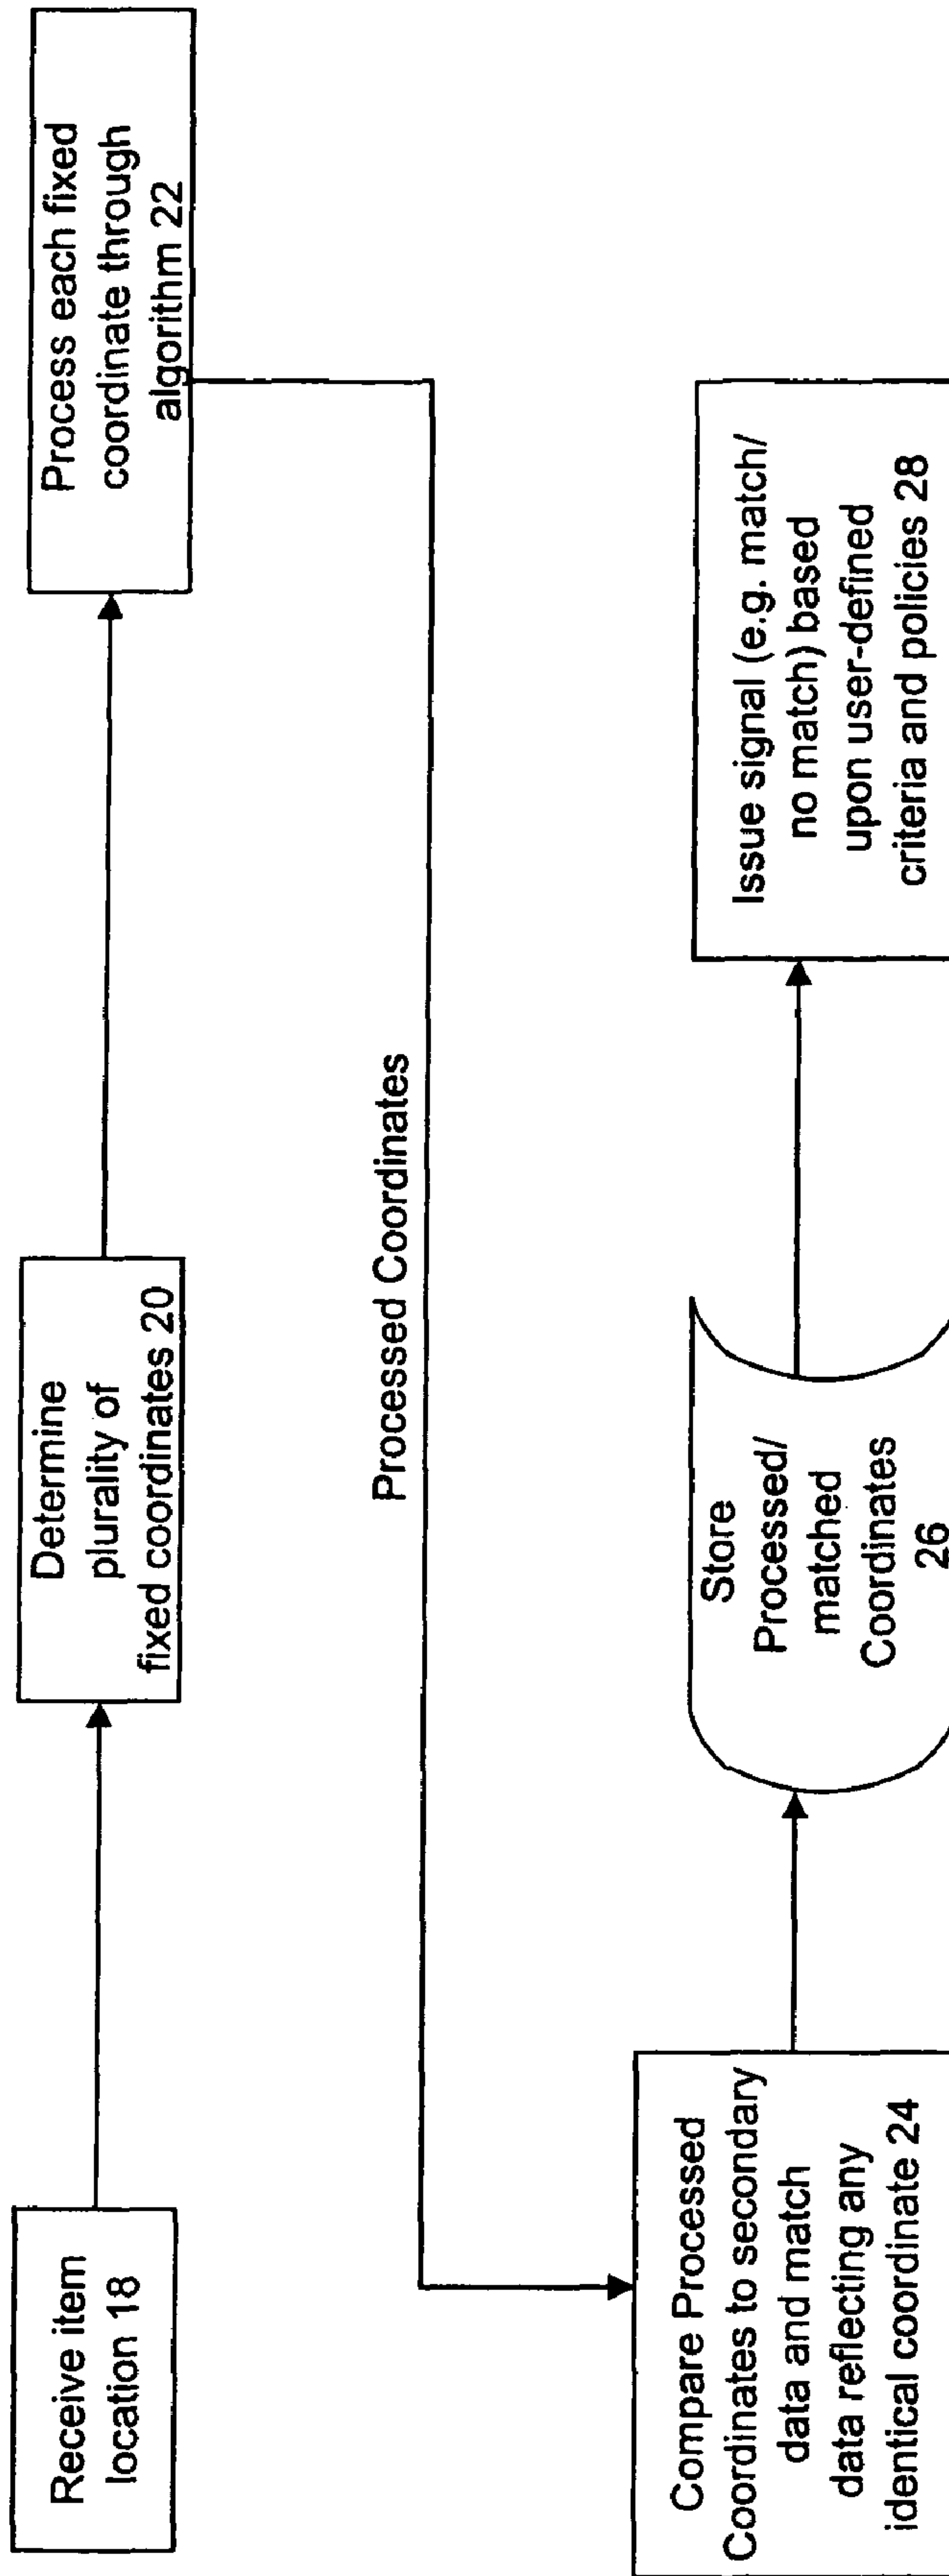 Receive item
location 18
Determine
plurality of
fixed coordinates 20
Process each fixed
coordinate through
algorithm 22
Processed Coordinates
Compare Processed
Coordinates to secondary
data and match
data reflecting any
identical coordinate 24
Store
Processed/
matched
Coordinates
26
Issue signal (e.g. match/
no match) based
upon user-defined
criteria and policies 28